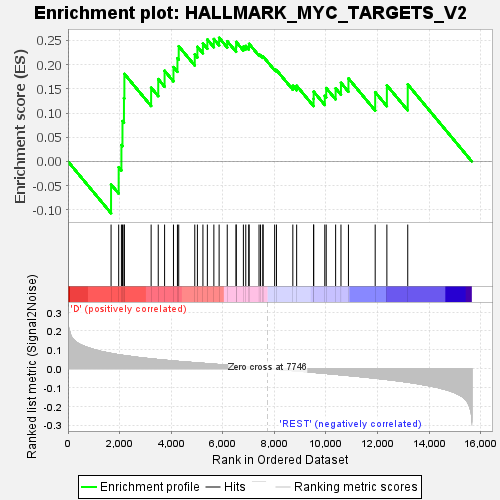 Enrichment plot: HALLMARK_MYC_TARGETS_V2
Enrichment score (ES)
0.25
0.20
0.15
0.10
0.05
0.00
-0.05
-0.10
'D' (positively correlated)
Ranked list metric (Signal2Noise)
0.3
0.2
0.1
0.0
-0.1
-0.2
-0.3
Zero cross at 7746
'REST' (negatively correlated)
0 2,000 4,000 6,000 8,000 10,000 12,000 14,000 16,000
Rank in Ordered Dataset
Enrichment profile Hits Ranking metric scores